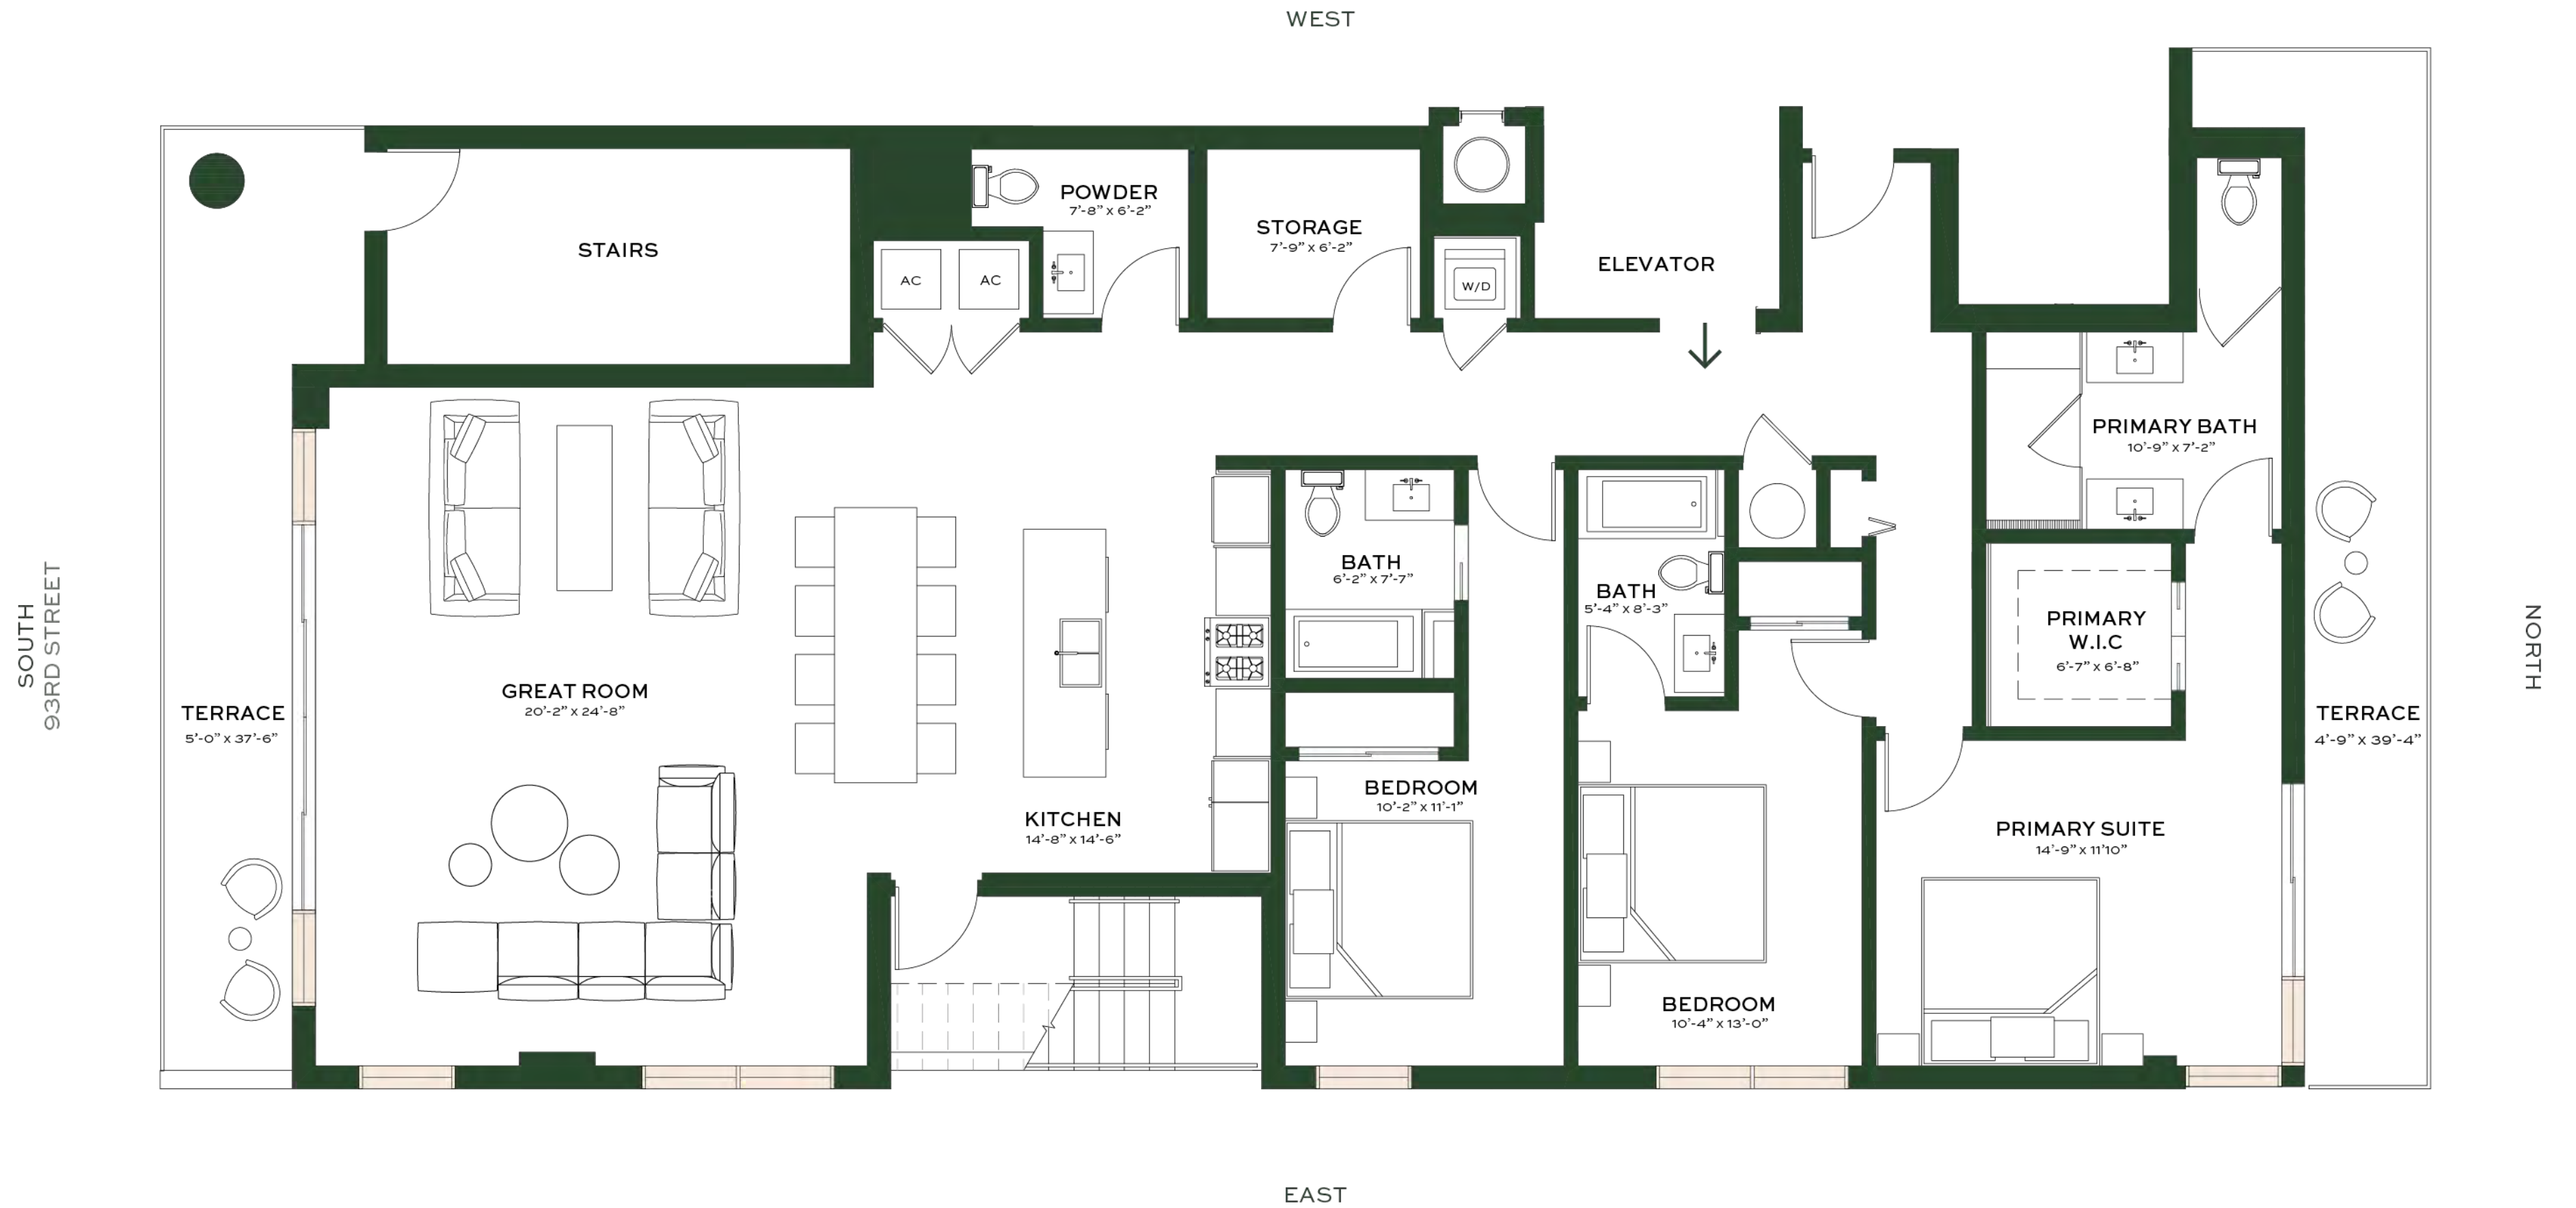 WEST
POWDER
7'-8" x 6'-2"
STORAGE
7'-9" x 6'-2"
STAIRS
ELEVATOR
AC
AC
W/D
PRIMARY BATH
10'-9" x 7'-2"
BATH
6'-2" x 7'-7"
BATH
5'-4" x 8'-3"
PRIMARY
W.I.C
6'-7" x 6'-8"
SOUTH
93RD STREET
NORTH
GREAT ROOM
20'-2" x 24'-8"
TERRACE
5'-0" x 37'-6"
TERRACE
4'-9" x 39'-4"
BEDROOM
10'-2" x 11'-1"
KITCHEN
14'-8" x 14'-6"
PRIMARY SUITE
14'-9" x 11'10"
BEDROOM
10'-4" x 13'-0"
EAST